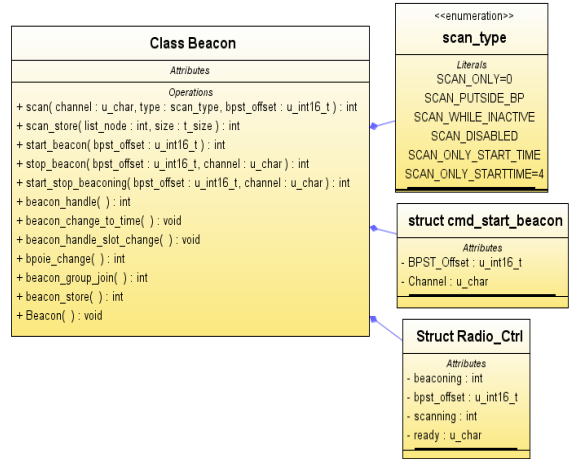 Class Beacon
Attributes
Operations
+ scan( channel : u_char, type : scan_type, bpst_offset : u_int16_t ) : int
+ scan_store( list_node : int, size : t_size ) : int
+ start_beacon( bpst_offset : u_int16_t ) : int
+ stop_beacon( bpst_offset : u_int16_t, channel : u_char ) : int
+ start_stop_beaconing( bpst_offset : u_int16_t, channel : u_char ) : int
+ beacon_handle( ) : int
+ beacon_change_to_time( ) : void
+ beacon_handle_slot_change( ) : void
+ bpoie_change( ) : int
+ beacon_group_join( ) : int
+ beacon_store( ) : int
+ Beacon( ) : void
<<enumeration>>
scan_type
Literals
SCAN_ONLY=0
SCAN_PUTSIDE_BP
SCAN_WHILE_INACTIVE
SCAN_DISABLED
SCAN_ONLY_START_TIME
SCAN_ONLY_STARTTIME=4
struct cmd_start_beacon
Attributes
- BPST_Offset : u_int16_t
- Channel : u_char
Struct Radio_Ctrl
Attributes
- beaconing : int
- bpst_offset : u_int16_t
- scanning : int
- ready : u_char